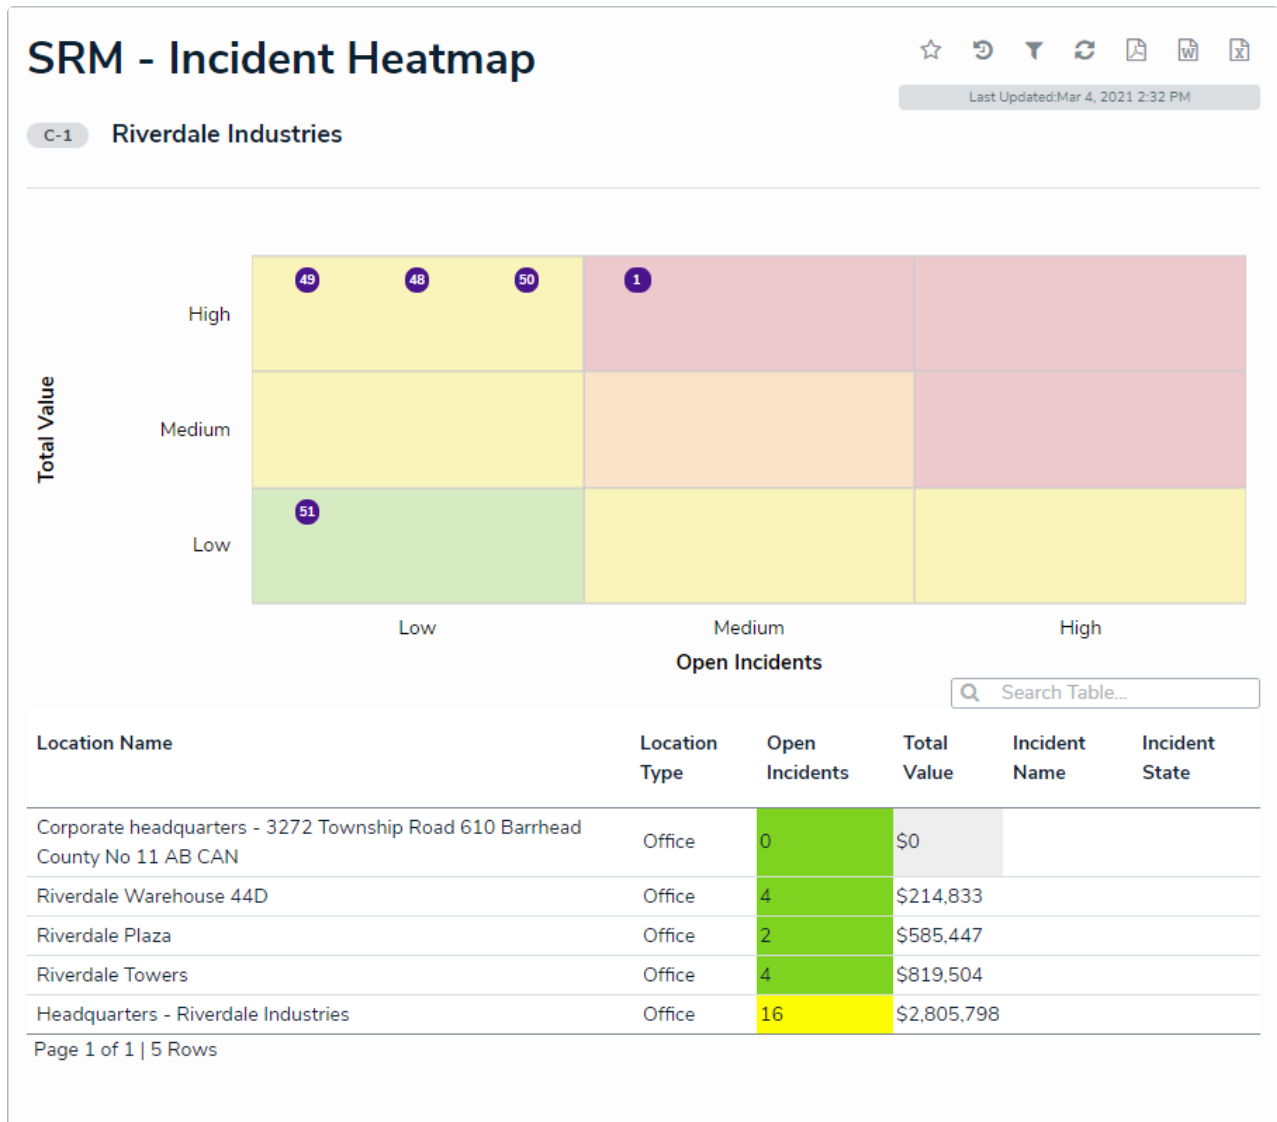 SRM - Incident Heatmap
Last Updated:Mar 4, 2021 2:32 PM
C-1 Riverdale Industries
49 48 50 1
High
Total Value
Medium
51
Low
Low Medium High
Open Incidents
Search Table...
Location Name Location Type Open Incidents Total Value Incident Name Incident State
Corporate headquarters - 3272 Township Road 610 Barrhead
County No 11 AB CAN Office 0 $0
Riverdale Warehouse 44D Office 4 $214,833
Riverdale Plaza Office 2 $585,447
Riverdale Towers Office 4 $819,504
Headquarters - Riverdale Industries Office 16 $2,805,798
Page 1 of 1 | 5 Rows